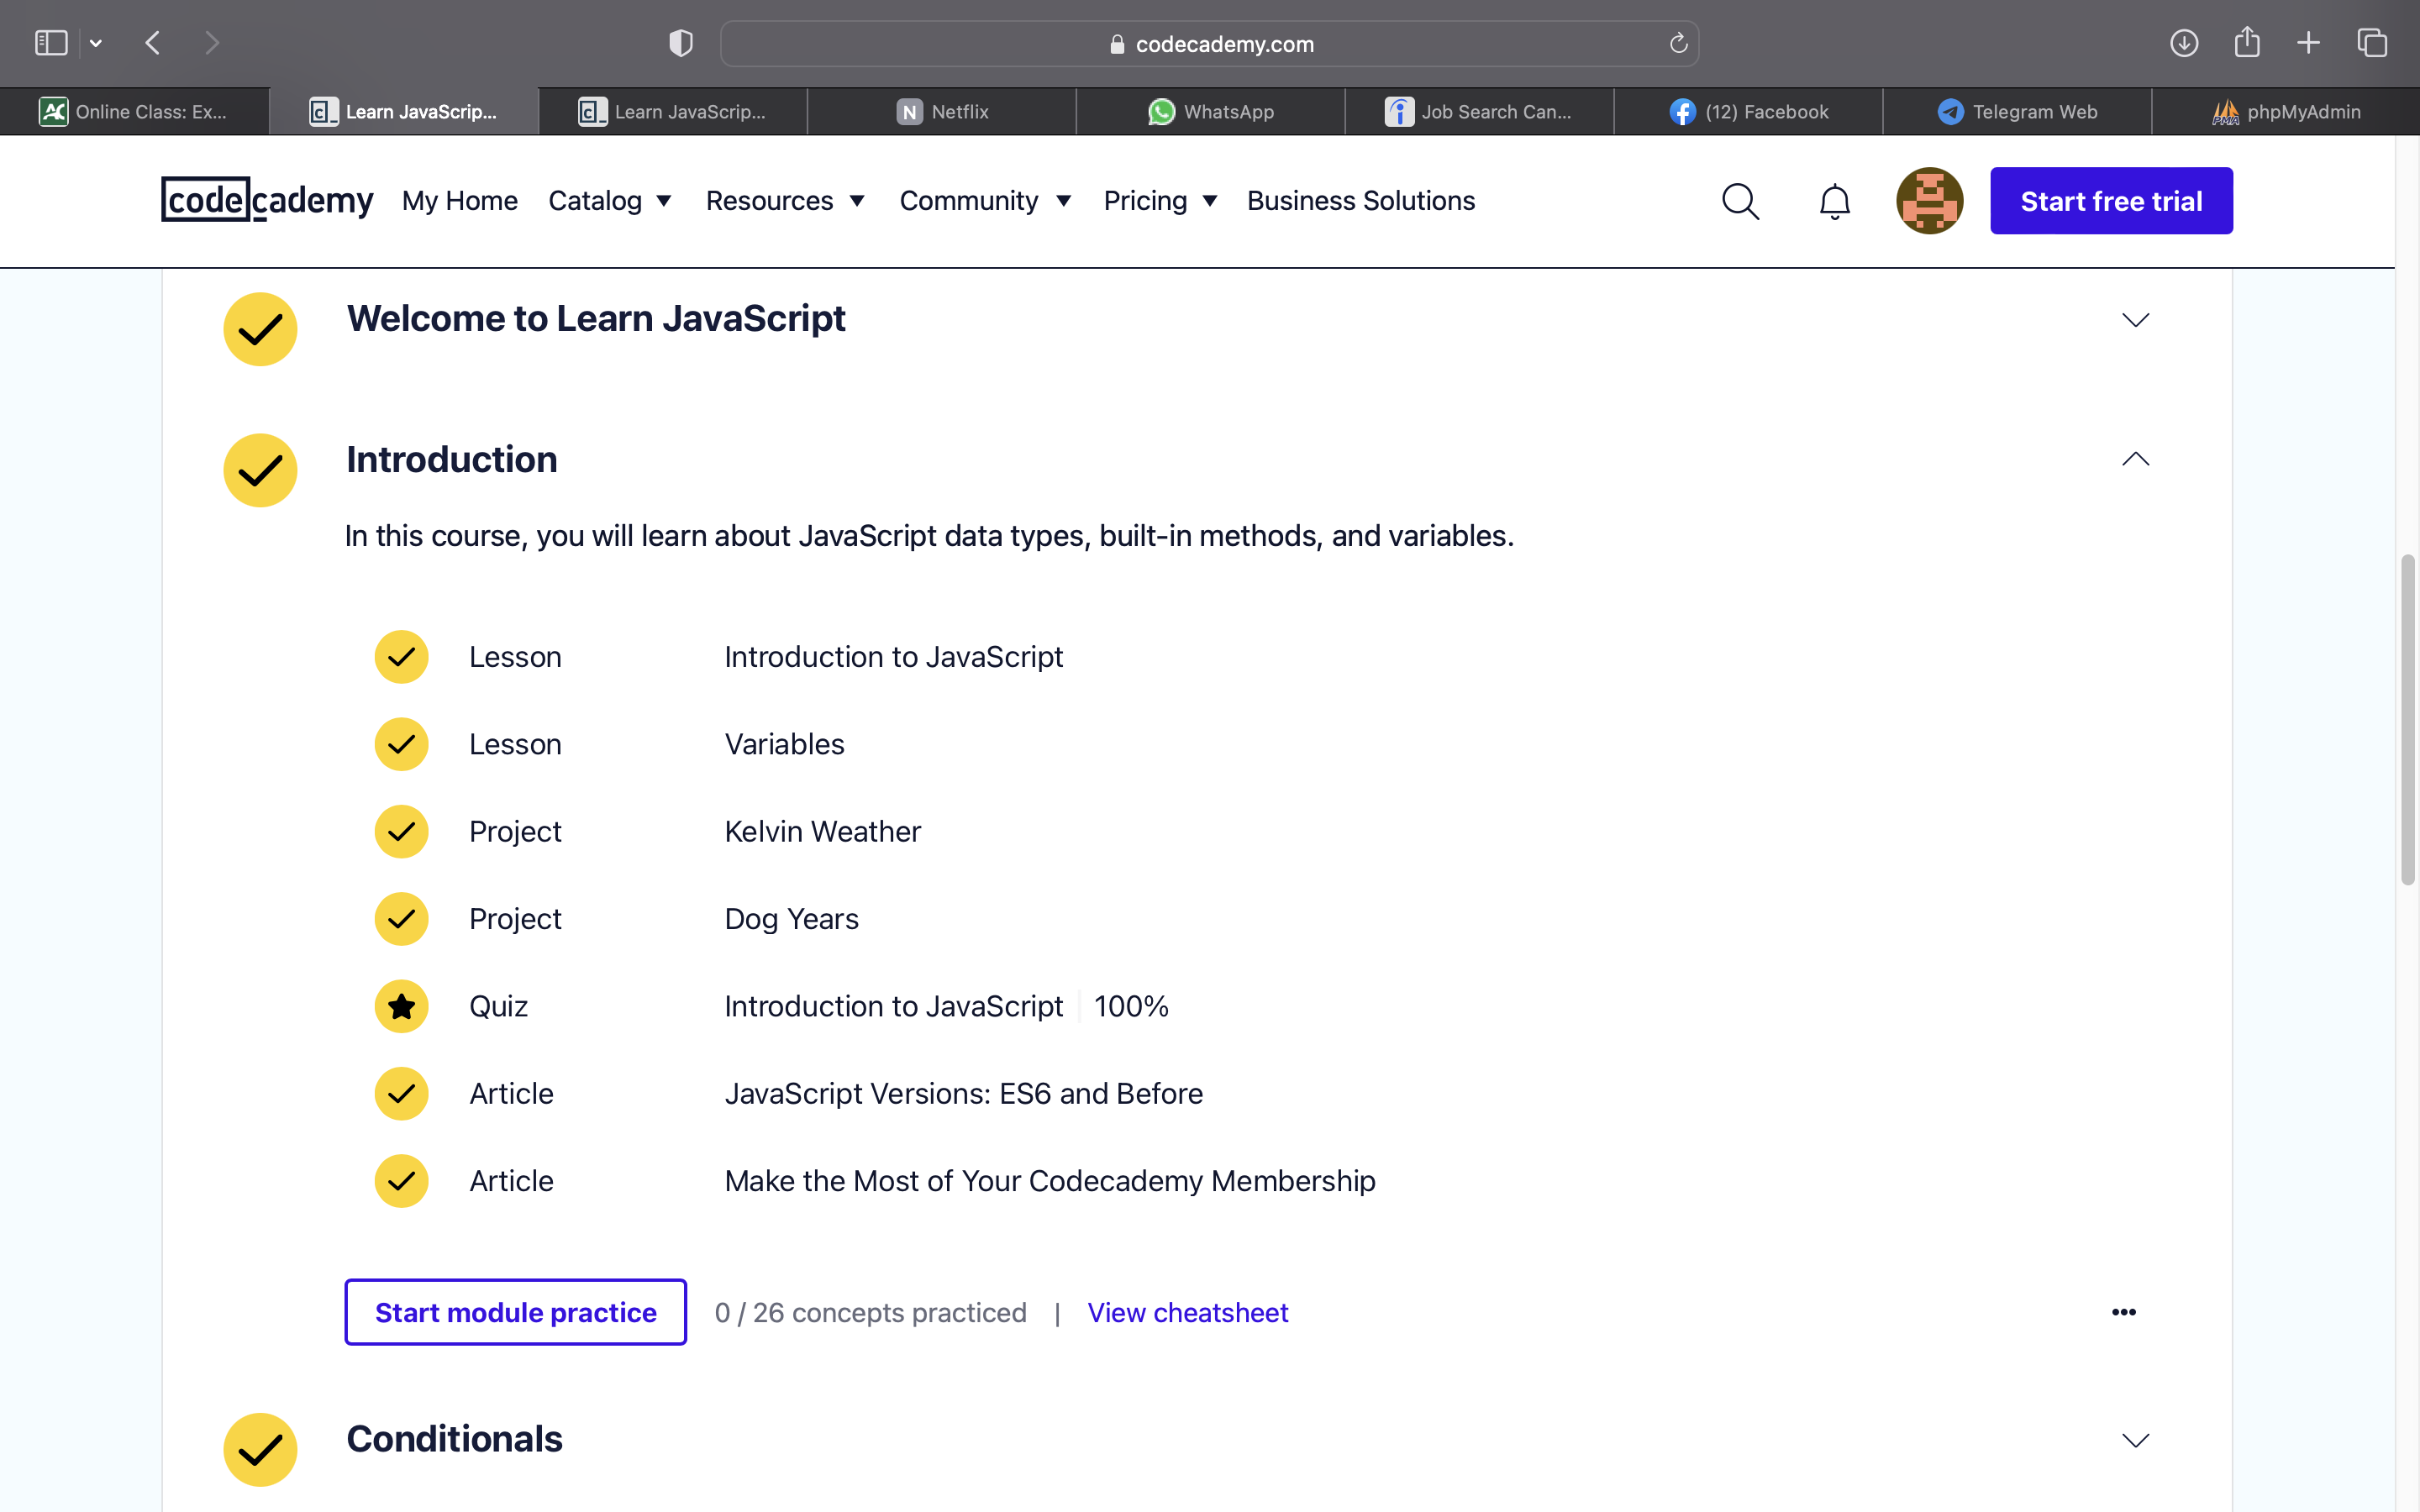 codecademy.com
Online Class: Ex...
Learn JavaScrip...
Learn JavaScrip...
N Netflix
WhatsApp
Job Search Can...
(12) Facebook
Telegram Web
phpMyAdmin
codecademy My Home Catalog Resources Community Pricing Business Solutions Start free trial
Welcome to Learn JavaScript
Introduction
In this course, you will learn about JavaScript data types, built-in methods, and variables.
Lesson Introduction to JavaScript
Lesson Variables
Project Kelvin Weather
Project Dog Years
Quiz Introduction to JavaScript 100%
Article JavaScript Versions: ES6 and Before
Article Make the Most of Your Codecademy Membership
Start module practice 0 / 26 concepts practiced | View cheatsheet
Conditionals